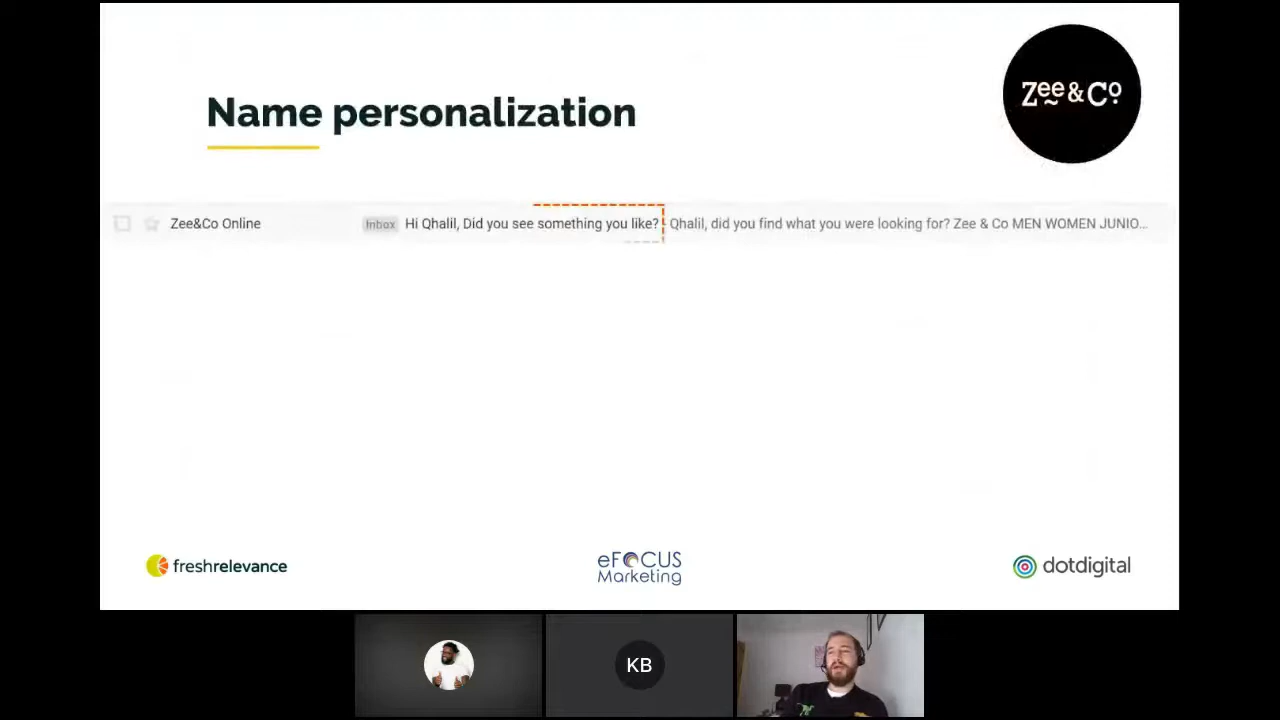 Name personalization
Zee & Co
Zee&Co Online Inbox Hi Qhalil, Did you see something you like? - Qhalil, did you find what you were looking for? Zee & Co MEN WOMEN JUNIO...
freshrelevance
eFOCUS
Marketing
dotdigital
KB